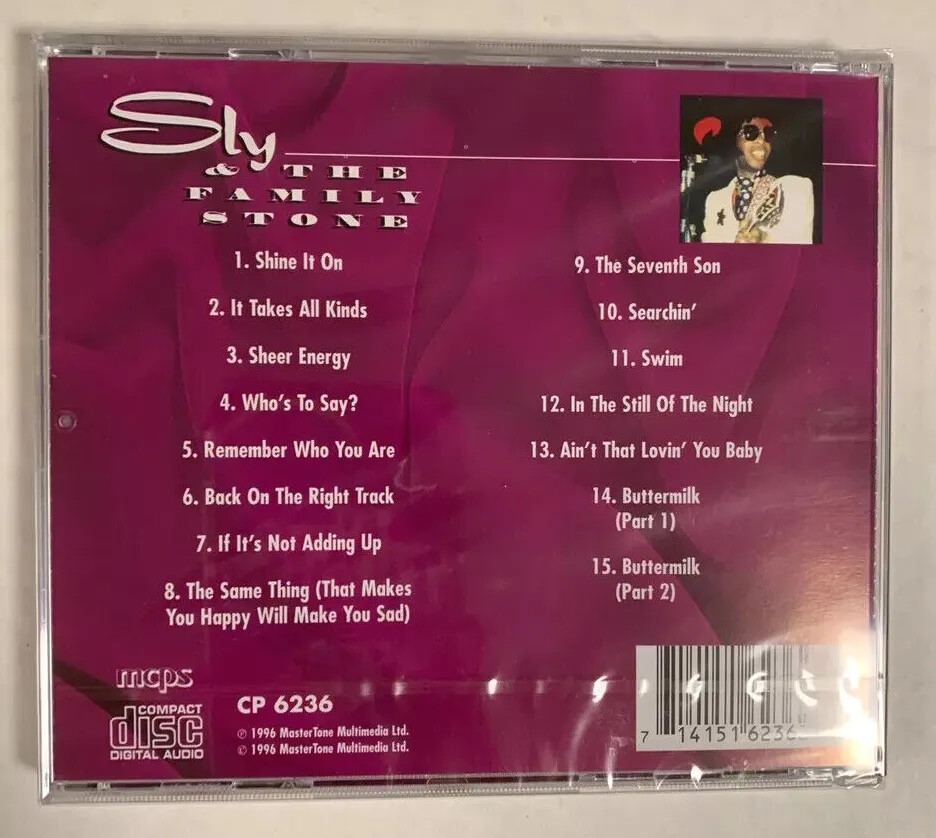 Sly
& THE
FAMILY
STONE
1. Shine It On
2. It Takes All Kinds
3. Sheer Energy
4. Who's To Say?
5. Remember Who You Are
6. Back On The Right Track
7. If It's Not Adding Up
8. The Same Thing (That Makes
You Happy Will Make You Sad)
9. The Seventh Son
10. Searchin'
11. Swim
12. In The Still Of The Night
13. Ain't That Lovin' You Baby
14. Buttermilk
(Part 1)
15. Buttermilk
(Part 2)
mcps
COMPACT
disc
DIGITAL AUDIO
CP 6236
℗ 1996 MasterTone Multimedia Ltd.
© 1996 MasterTone Multimedia Ltd.
7 14151 6236